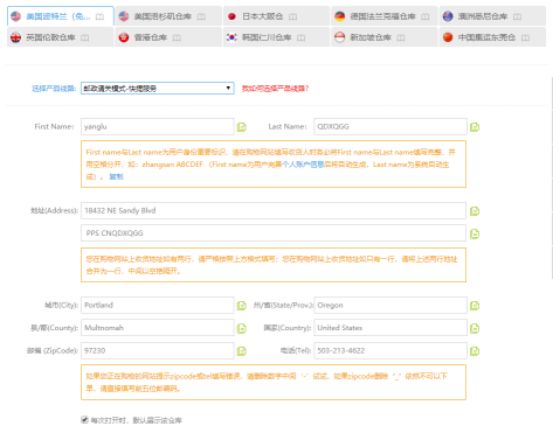 美国波特兰（免...
美国洛杉矶仓库
日本大阪仓
德国法兰克福仓库
澳洲悉尼仓库
英国伦敦仓库
香港仓库
韩国仁川仓库
新加坡仓库
中国集运东莞仓
选择产品线路: 邮政清关模式-快捷服务 我如何选择产品线路?
First Name: yanglu Last Name: QDXQGG
First name与Last name为用户身份重要标识，请在购物网站填写收货人时务必将First name与Last name填写完整，并
用空格分开，如：zhangsan ABCDEF （First name为用户完善个人账户信息后将自动生成，Last name为系统自动生
成）。 复制
地址(Address): 18432 NE Sandy Blvd
PPS CNQDXQGG
您在购物网站上收货地址如有两行，请严格按照上方格式填写；您在购物网站上收货地址如只有一行，请将上述两行地址
合并为一行，中间以空格隔开。
城市(City): Portland 州/省(State/Prov.): Oregon
县/郡(County): Multnomah 国家(Country): United States
邮编 (ZipCode): 97230 电话(Tel): 503-213-4622
如果您正在购物的网站提示zipcode或tel填写错误，请删除数字中间 '-' 试试，如果zipcode删除 "_" 依然不可以下
单，请直接填写前五位邮编码。
每次打开时，默认显示该仓库